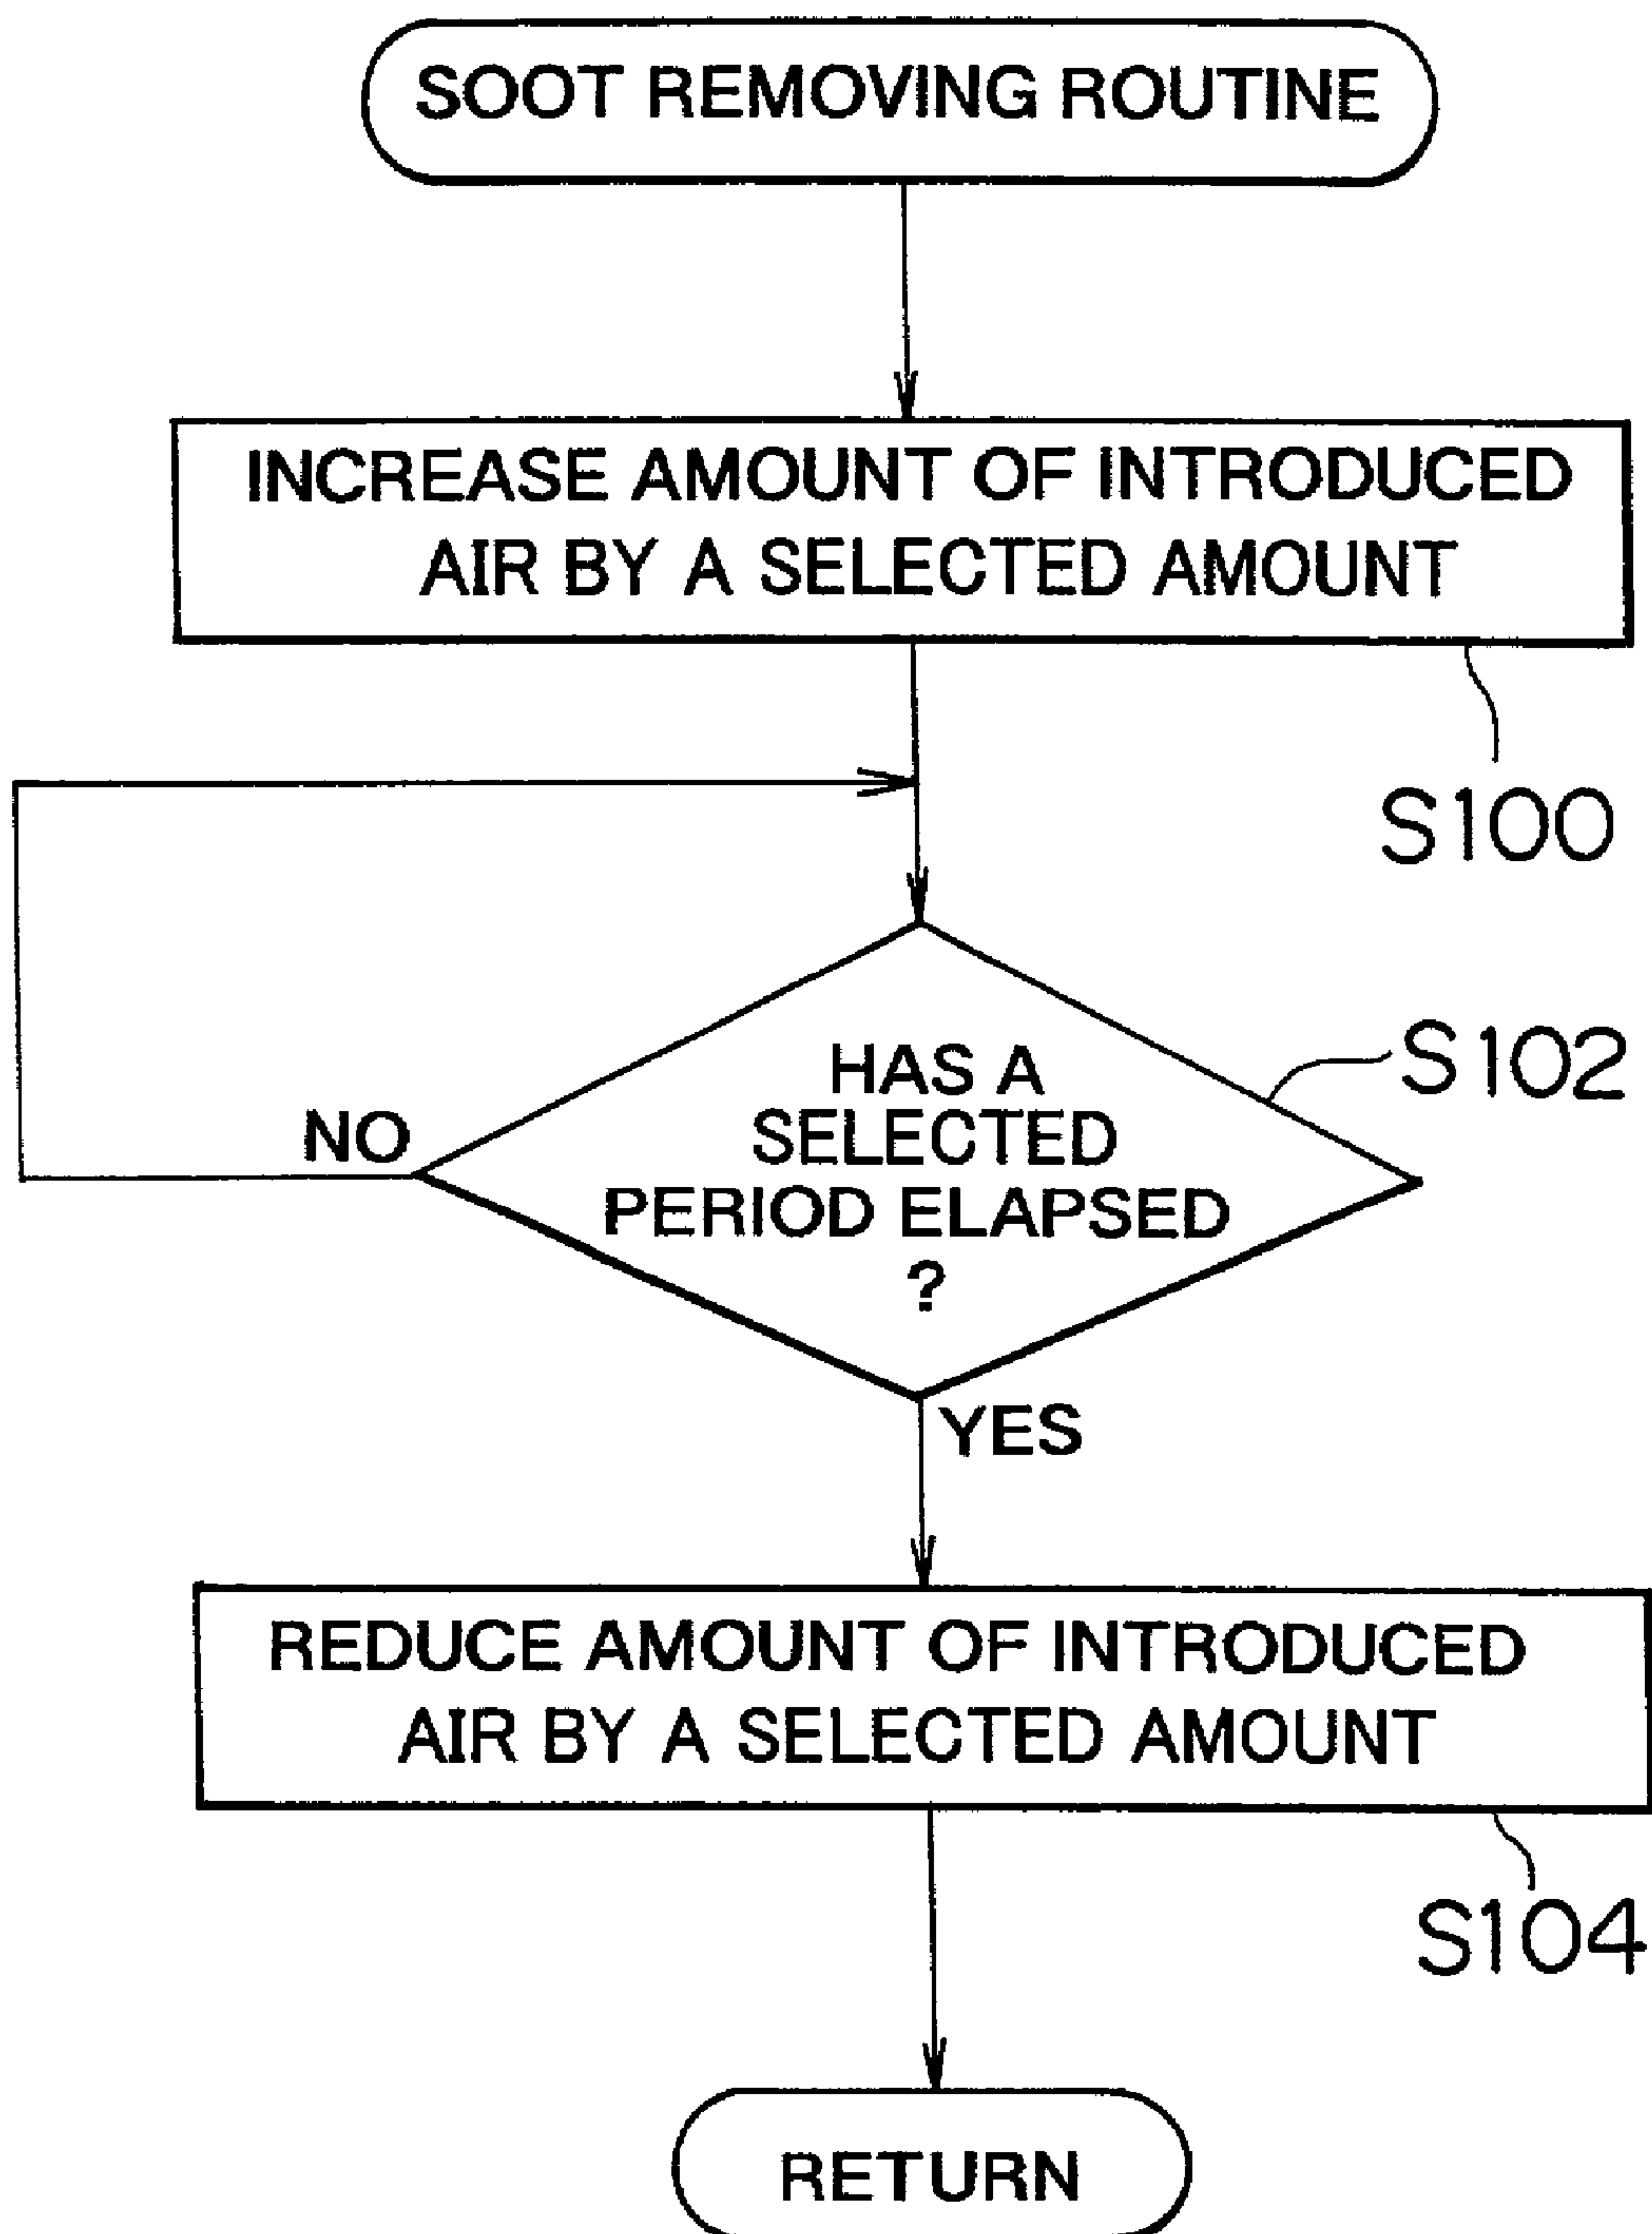 SOOT REMOVING ROUTINE
INCREASE AMOUNT OF INTRODUCED
AIR BY A SELECTED AMOUNT
S100
HAS A
SELECTED
PERIOD ELAPSED
?
S102
NO
YES
REDUCE AMOUNT OF INTRODUCED
AIR BY A SELECTED AMOUNT
S104
RETURN